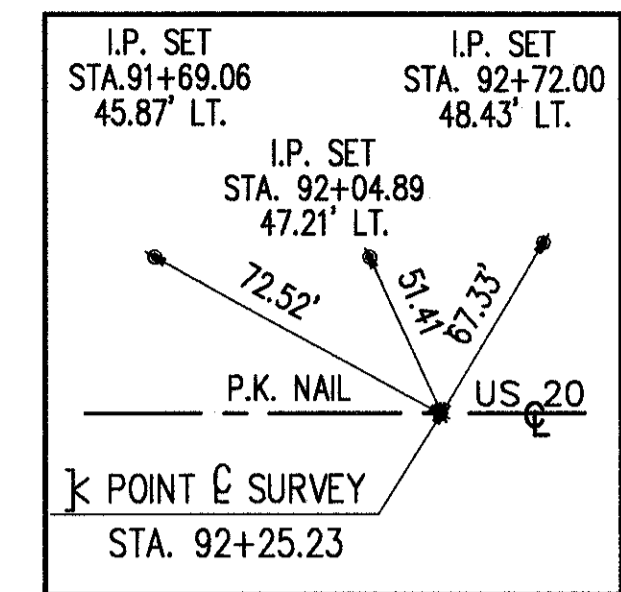 I.P. SET
STA.91+69.06
45.87' LT.
I.P. SET
STA. 92+72.00
48.43' LT.
I.P. SET
STA. 92+04.89
47.21' LT.
72.52'
51.41'
67.33'
P.K. NAIL
US 20
℄
POINT ℄ SURVEY
STA. 92+25.23